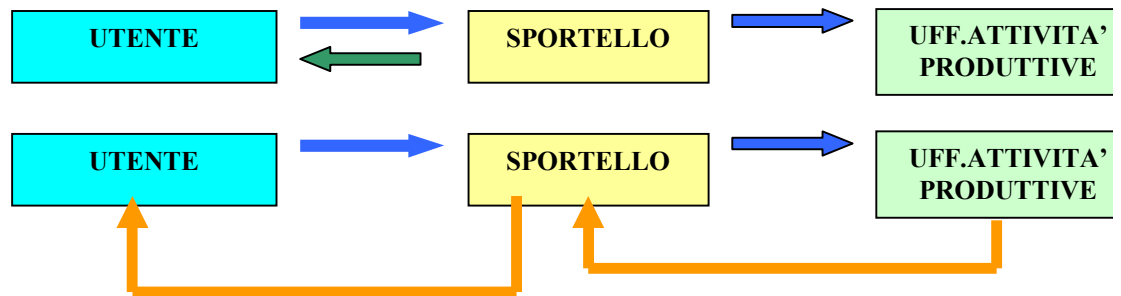 UTENTE
SPORTELLO
UFF.ATTIVITA’
PRODUTTIVE
UTENTE
SPORTELLO
UFF.ATTIVITA’
PRODUTTIVE